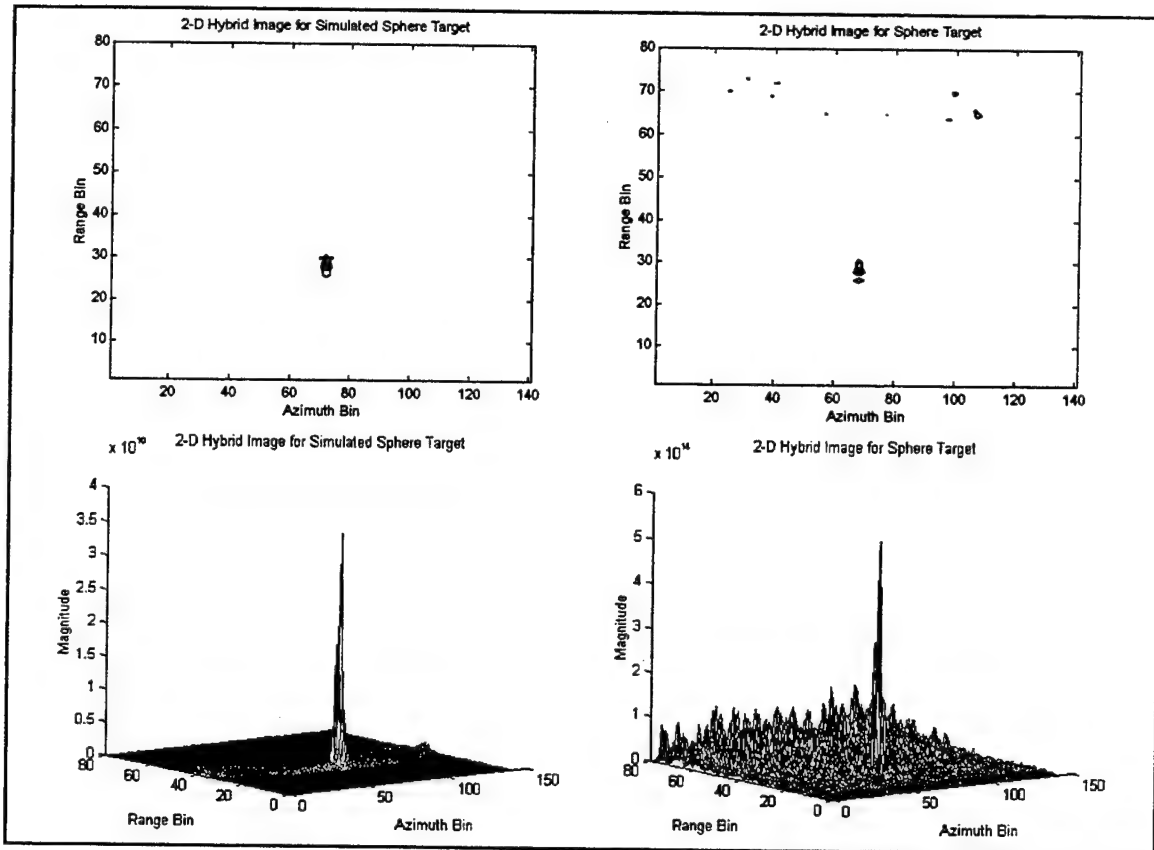 2-D Hybrid Image for Simulated Sphere Target
80
70
60
50
40
30
20
10
Range Bin
20 40 60 80 100 120 140
Azimuth Bin
2-D Hybrid Image for Sphere Target
80
70
60
50
40
30
20
10
Range Bin
20 40 60 80 100 120 140
Azimuth Bin
x 10¹⁰ 2-D Hybrid Image for Simulated Sphere Target
4
3.5
3
2.5
2
1.5
1
0.5
0
Magnitude
80 60 40 20 0
Range Bin
0 50 100 150
Azimuth Bin
x 10¹⁴ 2-D Hybrid Image for Sphere Target
6
5
4
3
2
1
0
Magnitude
80 60 40 20 0
Range Bin
0 50 100 150
Azimuth Bin